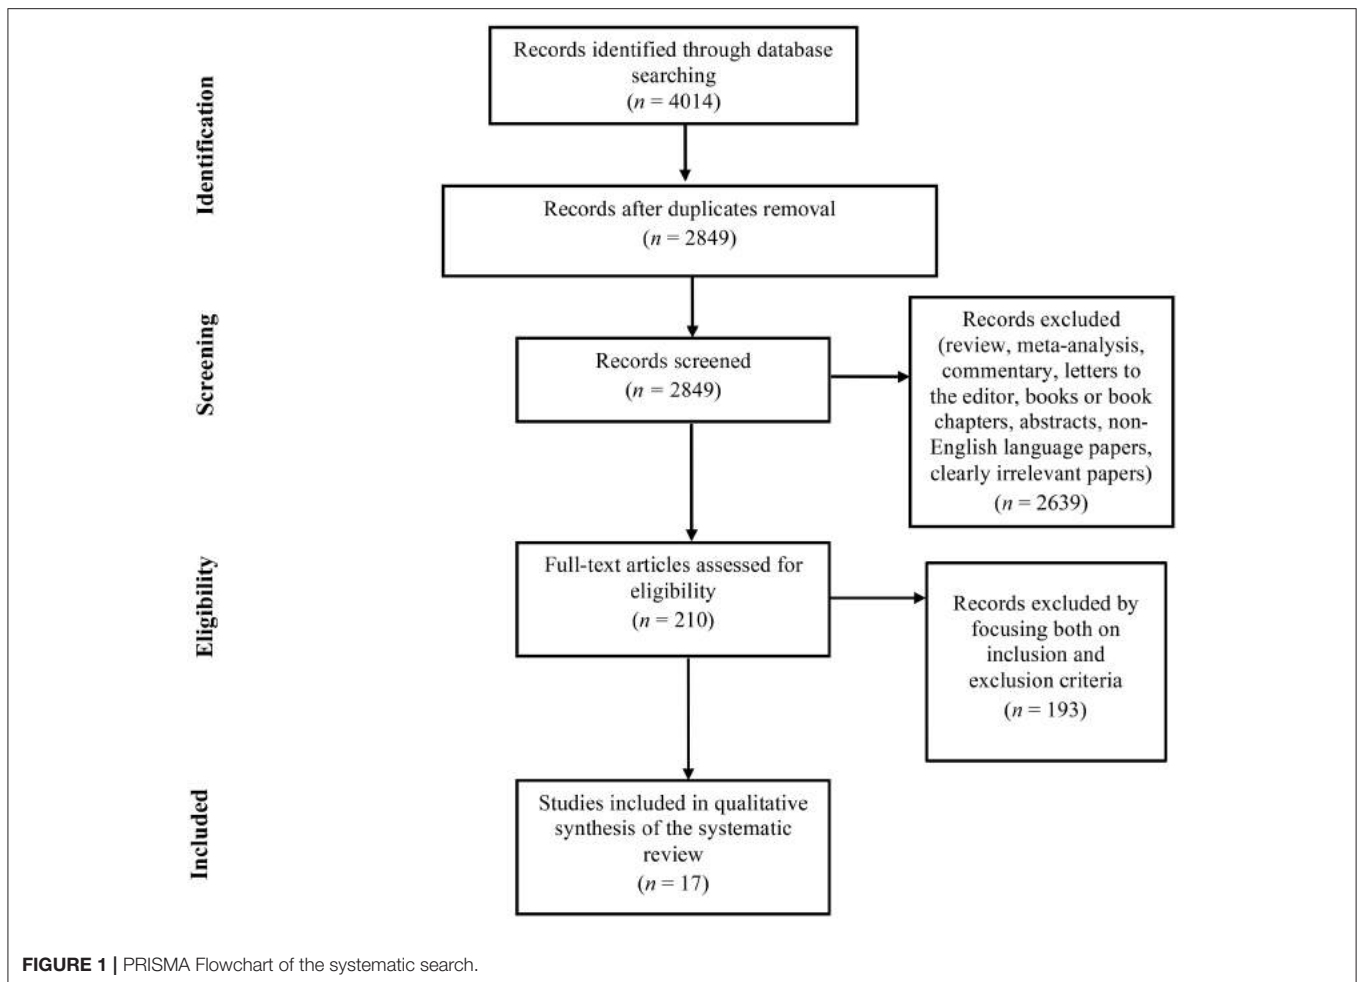 Identification
Records identified through database
searching
(n = 4014)
Records after duplicates removal
(n = 2849)
Screening
Records screened
(n = 2849)
Records excluded
(review, meta-analysis,
commentary, letters to
the editor, books or book
chapters, abstracts, non-
English language papers,
clearly irrelevant papers)
(n = 2639)
Eligibility
Full-text articles assessed for
eligibility
(n = 210)
Records excluded by
focusing both on
inclusion and
exclusion criteria
(n = 193)
Included
Studies included in qualitative
synthesis of the systematic
review
(n = 17)
FIGURE 1 | PRISMA Flowchart of the systematic search.